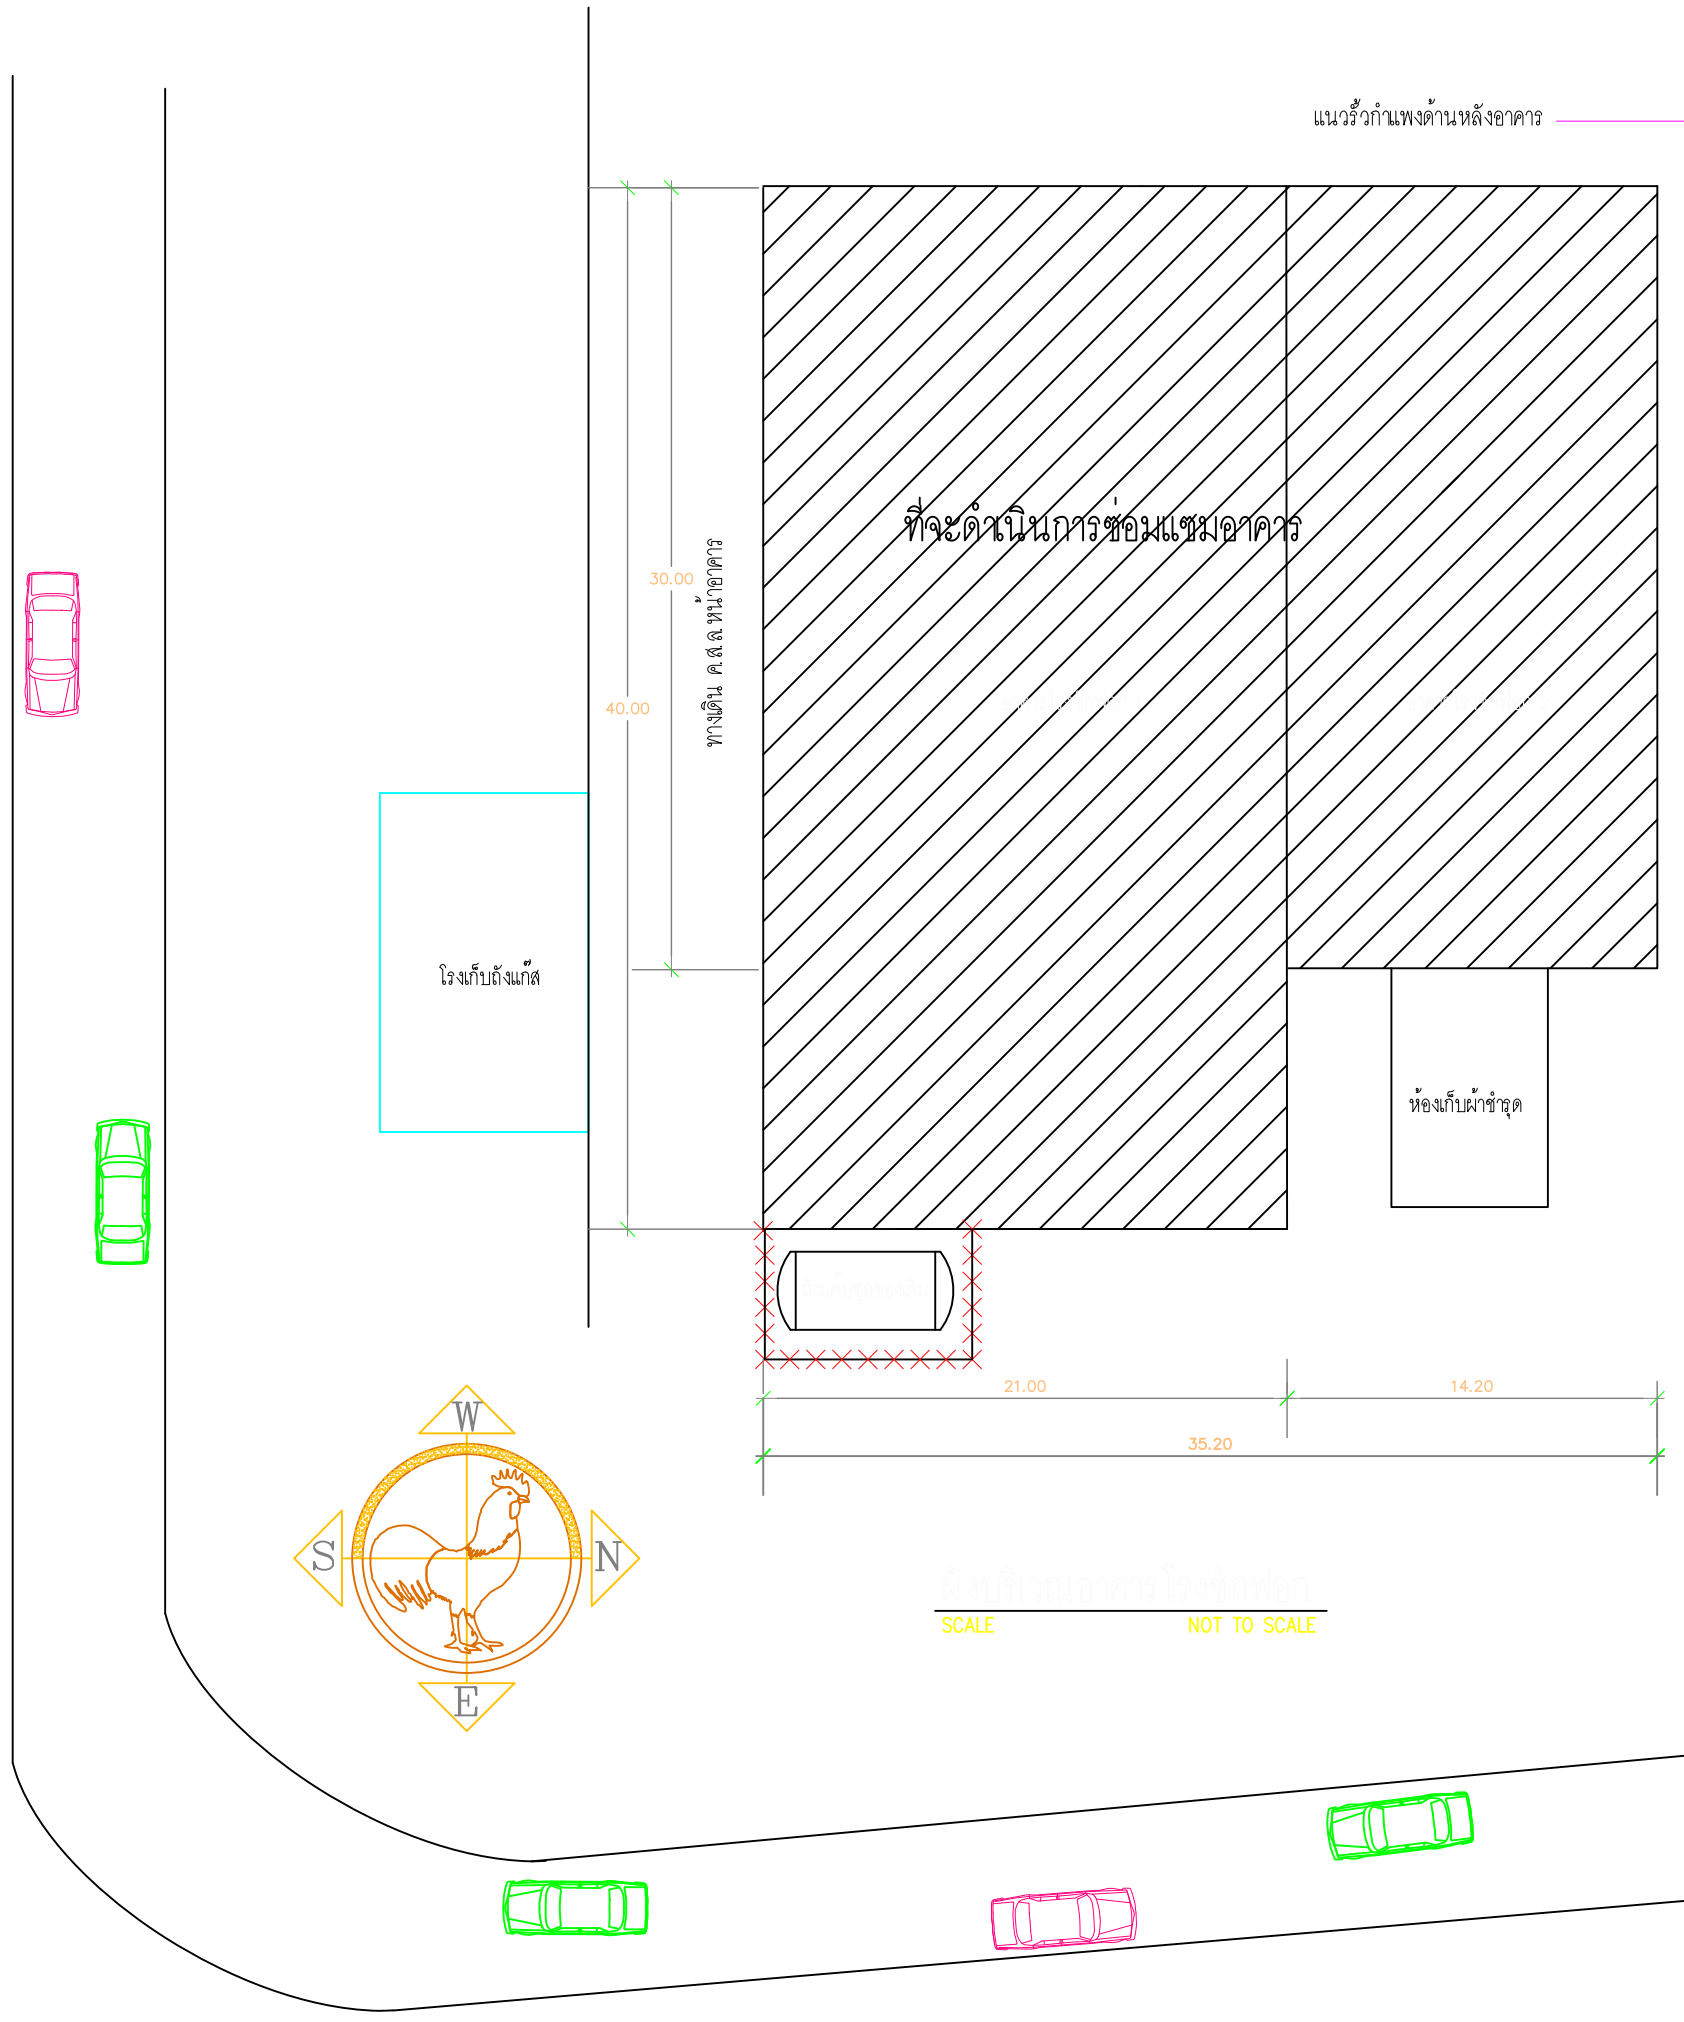 แนวรั้วกำแพงด้านหลังอาคาร
ที่จะดำเนินการซ่อมแซมอาคาร
30.00
ทางเดิน ค.ส.ล.หน้าอาคาร
40.00
โรงเก็บถังแก๊ส
ห้องเก็บผ้าชำรุด
21.00
14.20
35.20
W
S
N
E
SCALE NOT TO SCALE